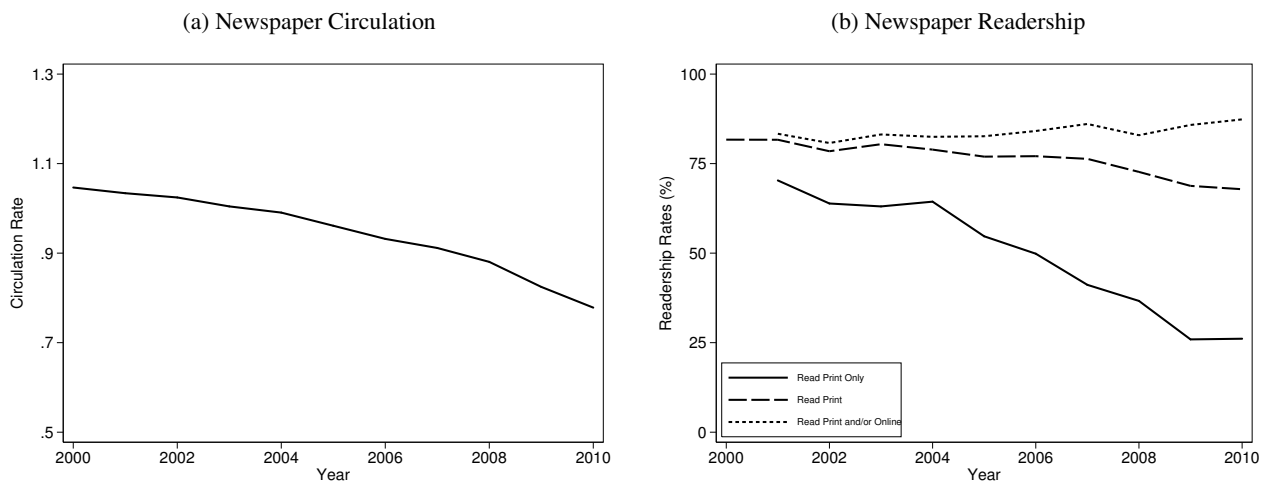 (a) Newspaper Circulation
1.3
1.1
.9
.7
.5
Circulation Rate
2000 2002 2004 2006 2008 2010
Year
(b) Newspaper Readership
100
75
50
25
0
Readership Rates (%)
Read Print Only
Read Print
Read Print and/or Online
2000 2002 2004 2006 2008 2010
Year